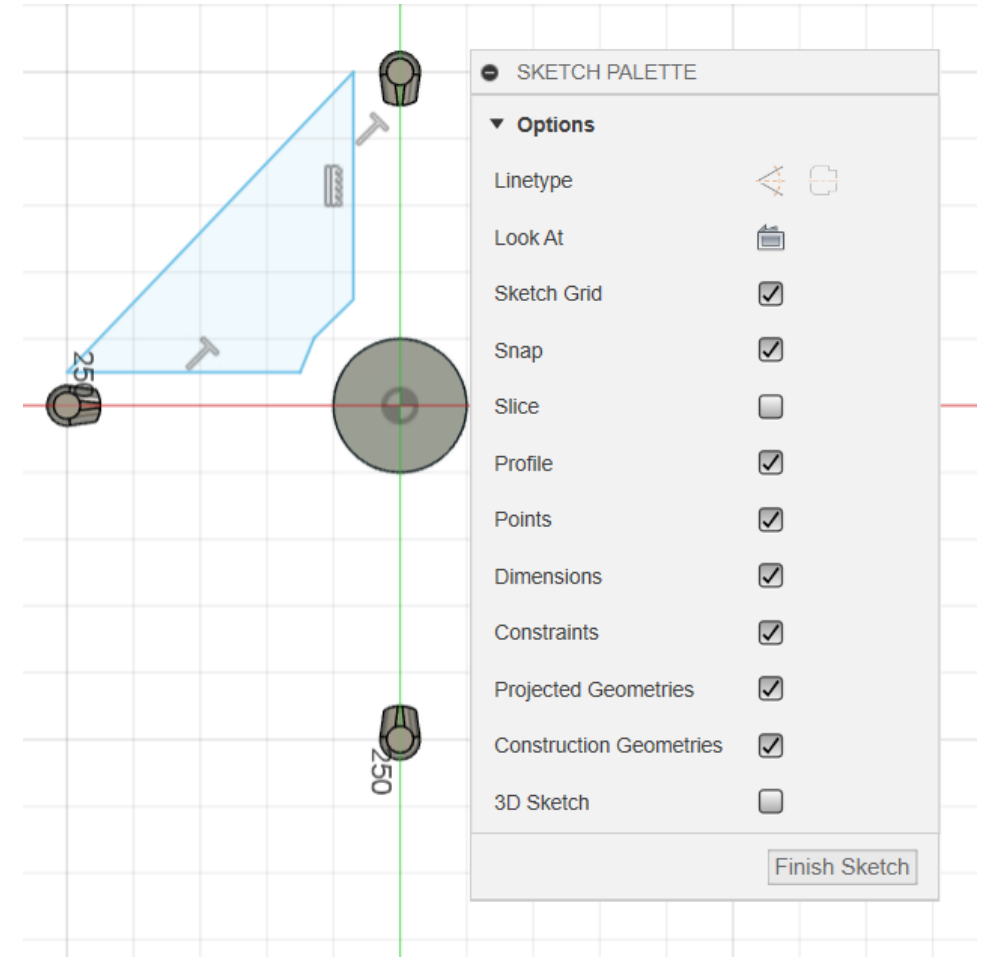 SKETCH PALETTE
Options
Linetype
Look At
Sketch Grid
Snap
Slice
Profile
Points
Dimensions
Constraints
Projected Geometries
Construction Geometries
3D Sketch
Finish Sketch
250
250